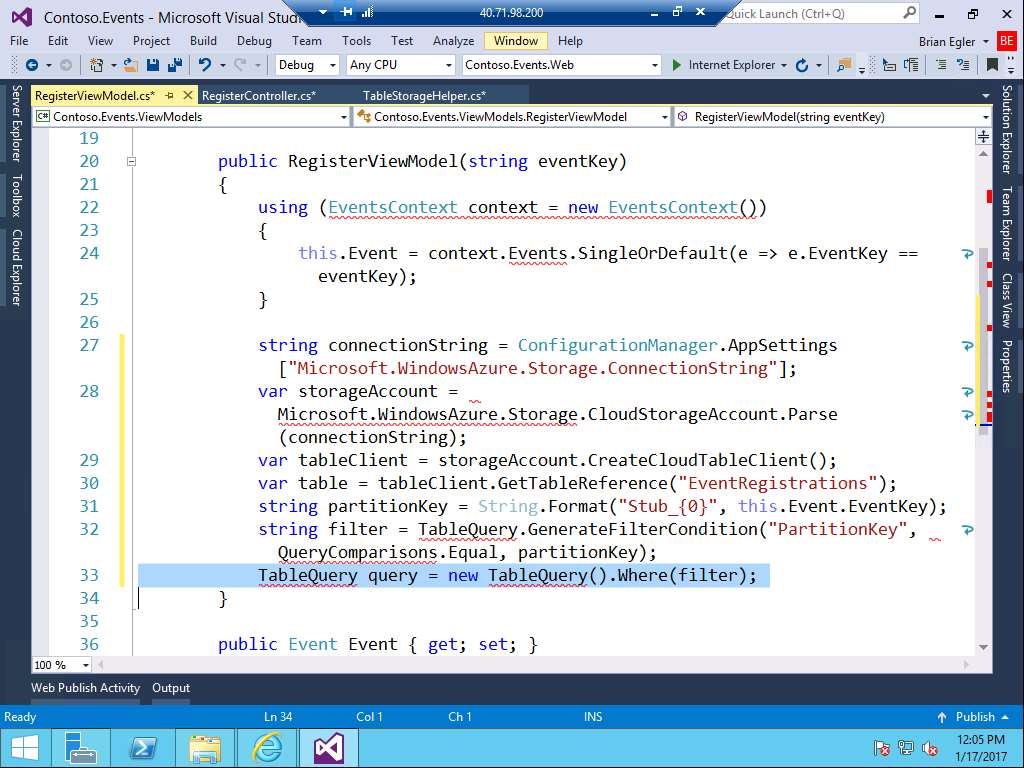 Contoso.Events - Microsoft Visual Studi
40.71.98.200
Quick Launch (Ctrl+Q)
File Edit View Project Build Debug Team Tools Test Analyze Window Help
Brian Egler BE
Debug Any CPU Contoso.Events.Web Internet Explorer
RegisterViewModel.cs* RegisterController.cs* TableStorageHelper.cs*
Contoso.Events.ViewModels Contoso.Events.ViewModels.RegisterViewModel RegisterViewModel(string eventKey)
Server Explorer
Toolbox
Cloud Explorer
19
20 public RegisterViewModel(string eventKey)
21 {
22 using (EventsContext context = new EventsContext())
23 {
24 this.Event = context.Events.SingleOrDefault(e => e.EventKey ==
eventKey);
25 }
26
27 string connectionString = ConfigurationManager.AppSettings
["Microsoft.WindowsAzure.Storage.ConnectionString"];
28 var storageAccount =
Microsoft.WindowsAzure.Storage.CloudStorageAccount.Parse
(connectionString);
29 var tableClient = storageAccount.CreateCloudTableClient();
30 var table = tableClient.GetTableReference("EventRegistrations");
31 string partitionKey = String.Format("Stub_{0}", this.Event.EventKey);
32 string filter = TableQuery.GenerateFilterCondition("PartitionKey",
QueryComparisons.Equal, partitionKey);
33 TableQuery query = new TableQuery().Where(filter);
34 }
35
36 public Event Event { get; set; }
Solution Explorer
Team Explorer
Class View
Properties
100 %
Web Publish Activity Output
Ready Ln 34 Col 1 Ch 1 INS Publish
12:05 PM
1/17/2017